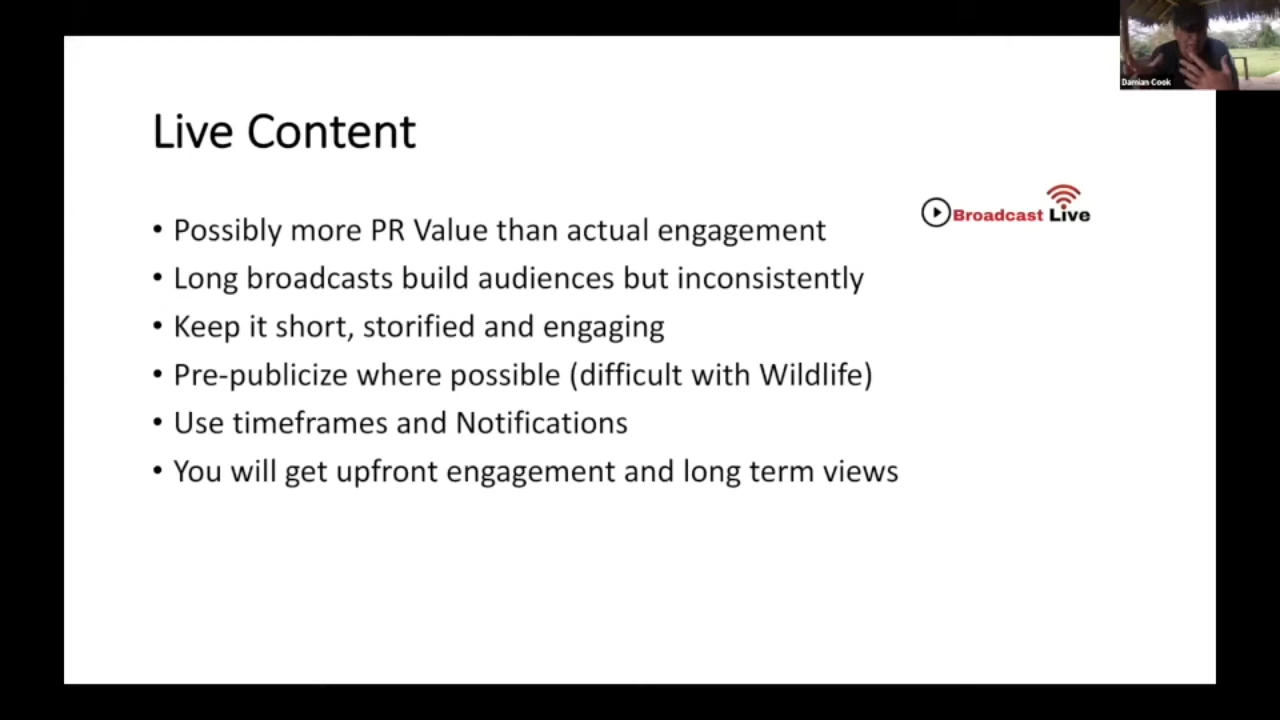 Damian Cook
Live Content
Broadcast Live
• Possibly more PR Value than actual engagement
• Long broadcasts build audiences but inconsistently
• Keep it short, storified and engaging
• Pre-publicize where possible (difficult with Wildlife)
• Use timeframes and Notifications
• You will get upfront engagement and long term views